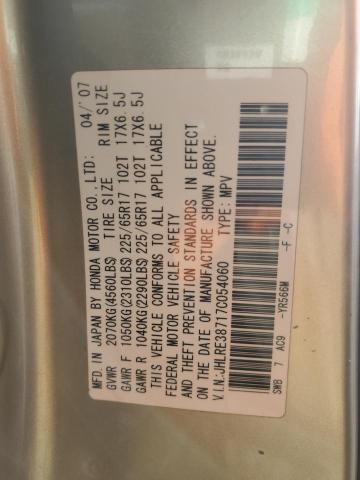 MFD.IN JAPAN BY HONDA MOTOR CO.,LTD: 04/'07
GVWR 2070KG(4560LBS) TIRE SIZE RIM SIZE
GAWR F 1050KG(2310LBS)225/65R17 102T 17X6.5J
GAWR R 1040KG(2290LBS)225/65R17 102T 17X6.5J
THIS VEHICLE CONFORMS TO ALL APPLICABLE
FEDERAL MOTOR VEHICLE SAFETY
AND THEFT PREVENTION STANDARDS IN EFFECT
ON THE DATE OF MANUFACTURE SHOWN ABOVE.
V.I.N:JHLRE38717C054060 TYPE: MPV
-YR566M -F -C
SWB 7 AC9